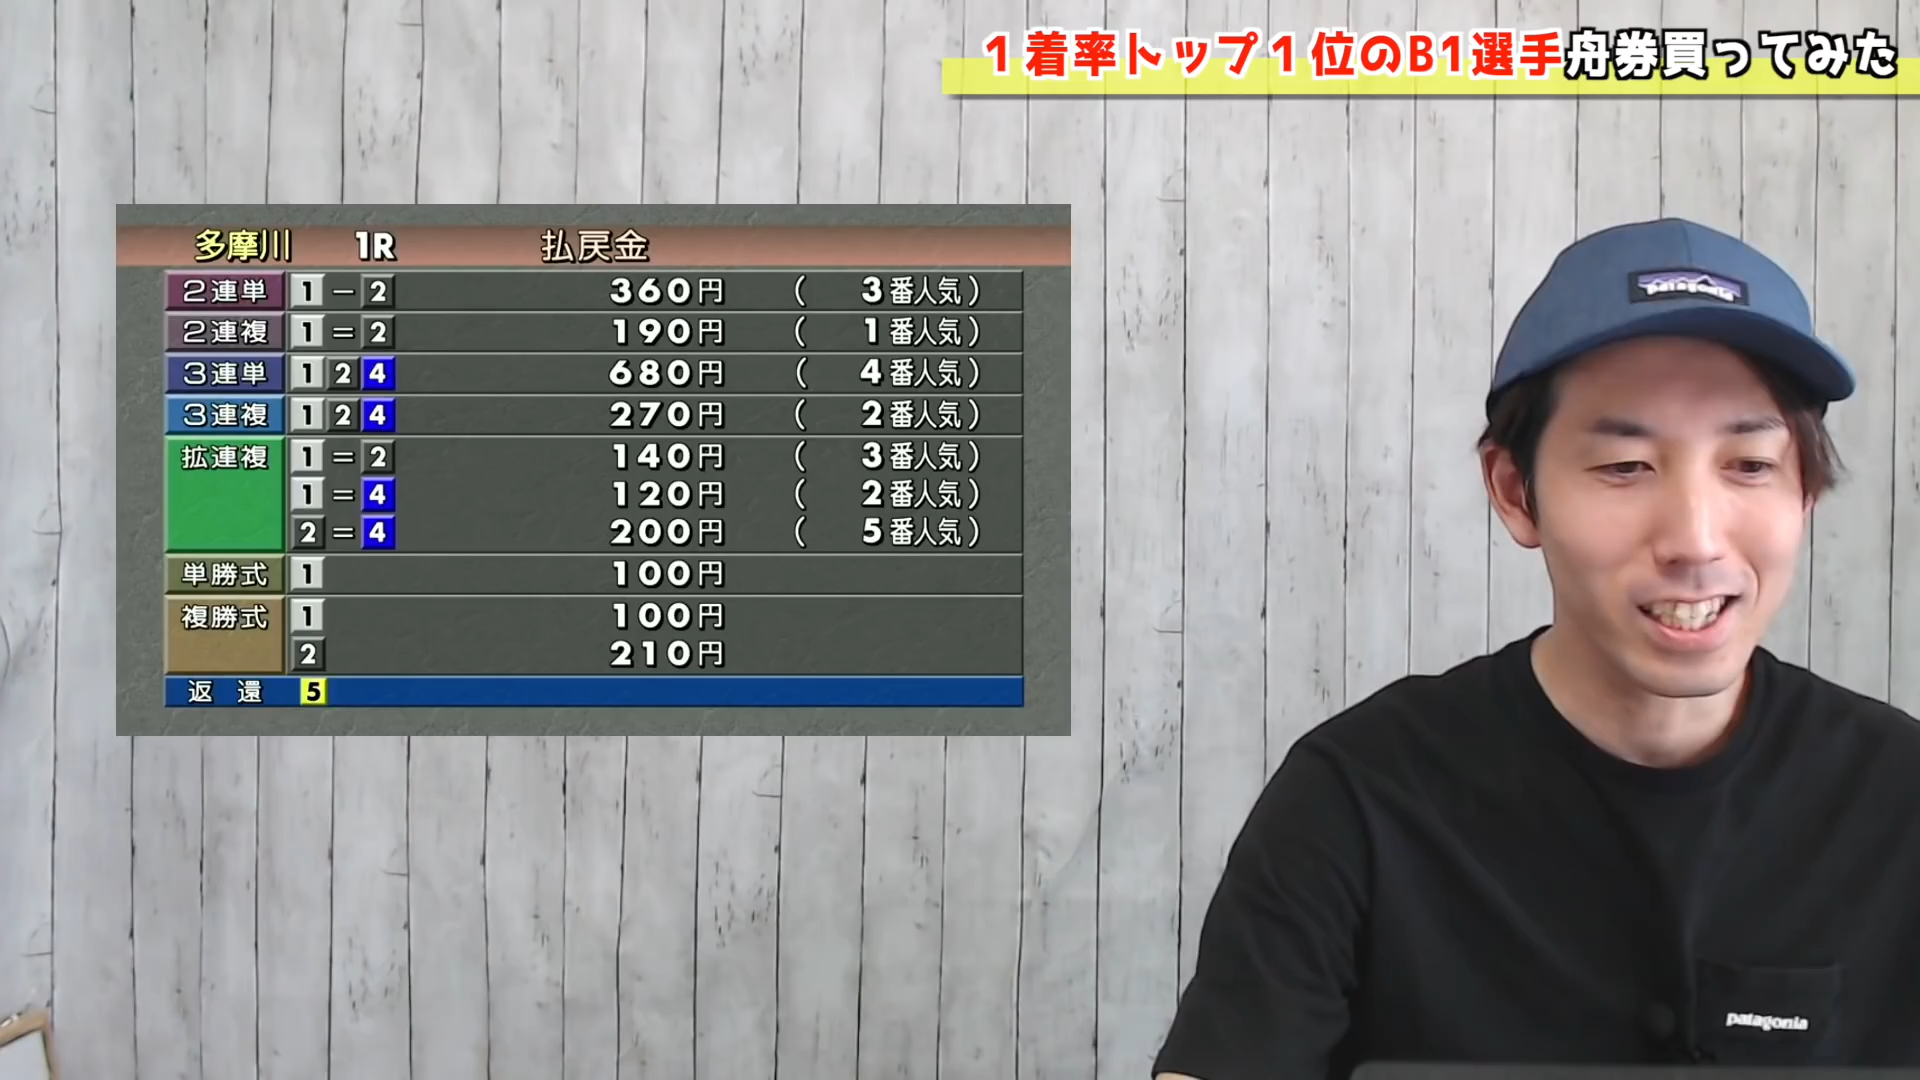 1着率トップ1位のB1選手舟券買ってみた
多摩川 1R 払戻金
2連単 1 - 2 360円 ( 3番人気 )
2連複 1 = 2 190円 ( 1番人気 )
3連単 1 2 4 680円 ( 4番人気 )
3連複 1 2 4 270円 ( 2番人気 )
拡連複 1 = 2 140円 ( 3番人気 )
1 = 4 120円 ( 2番人気 )
2 = 4 200円 ( 5番人気 )
単勝式 1 100円
複勝式 1 100円
2 210円
返還 5
patagonia
patagonia